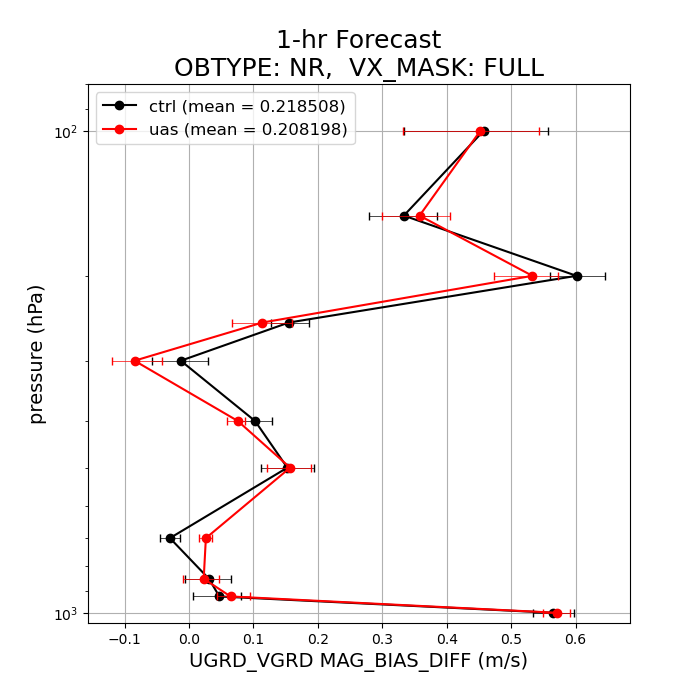 1-hr Forecast
OBTYPE: NR,  VX_MASK: FULL
ctrl (mean = 0.218508)
uas (mean = 0.208198)
10²
10³
pressure (hPa)
−0.1 0.0 0.1 0.2 0.3 0.4 0.5 0.6
UGRD_VGRD MAG_BIAS_DIFF (m/s)